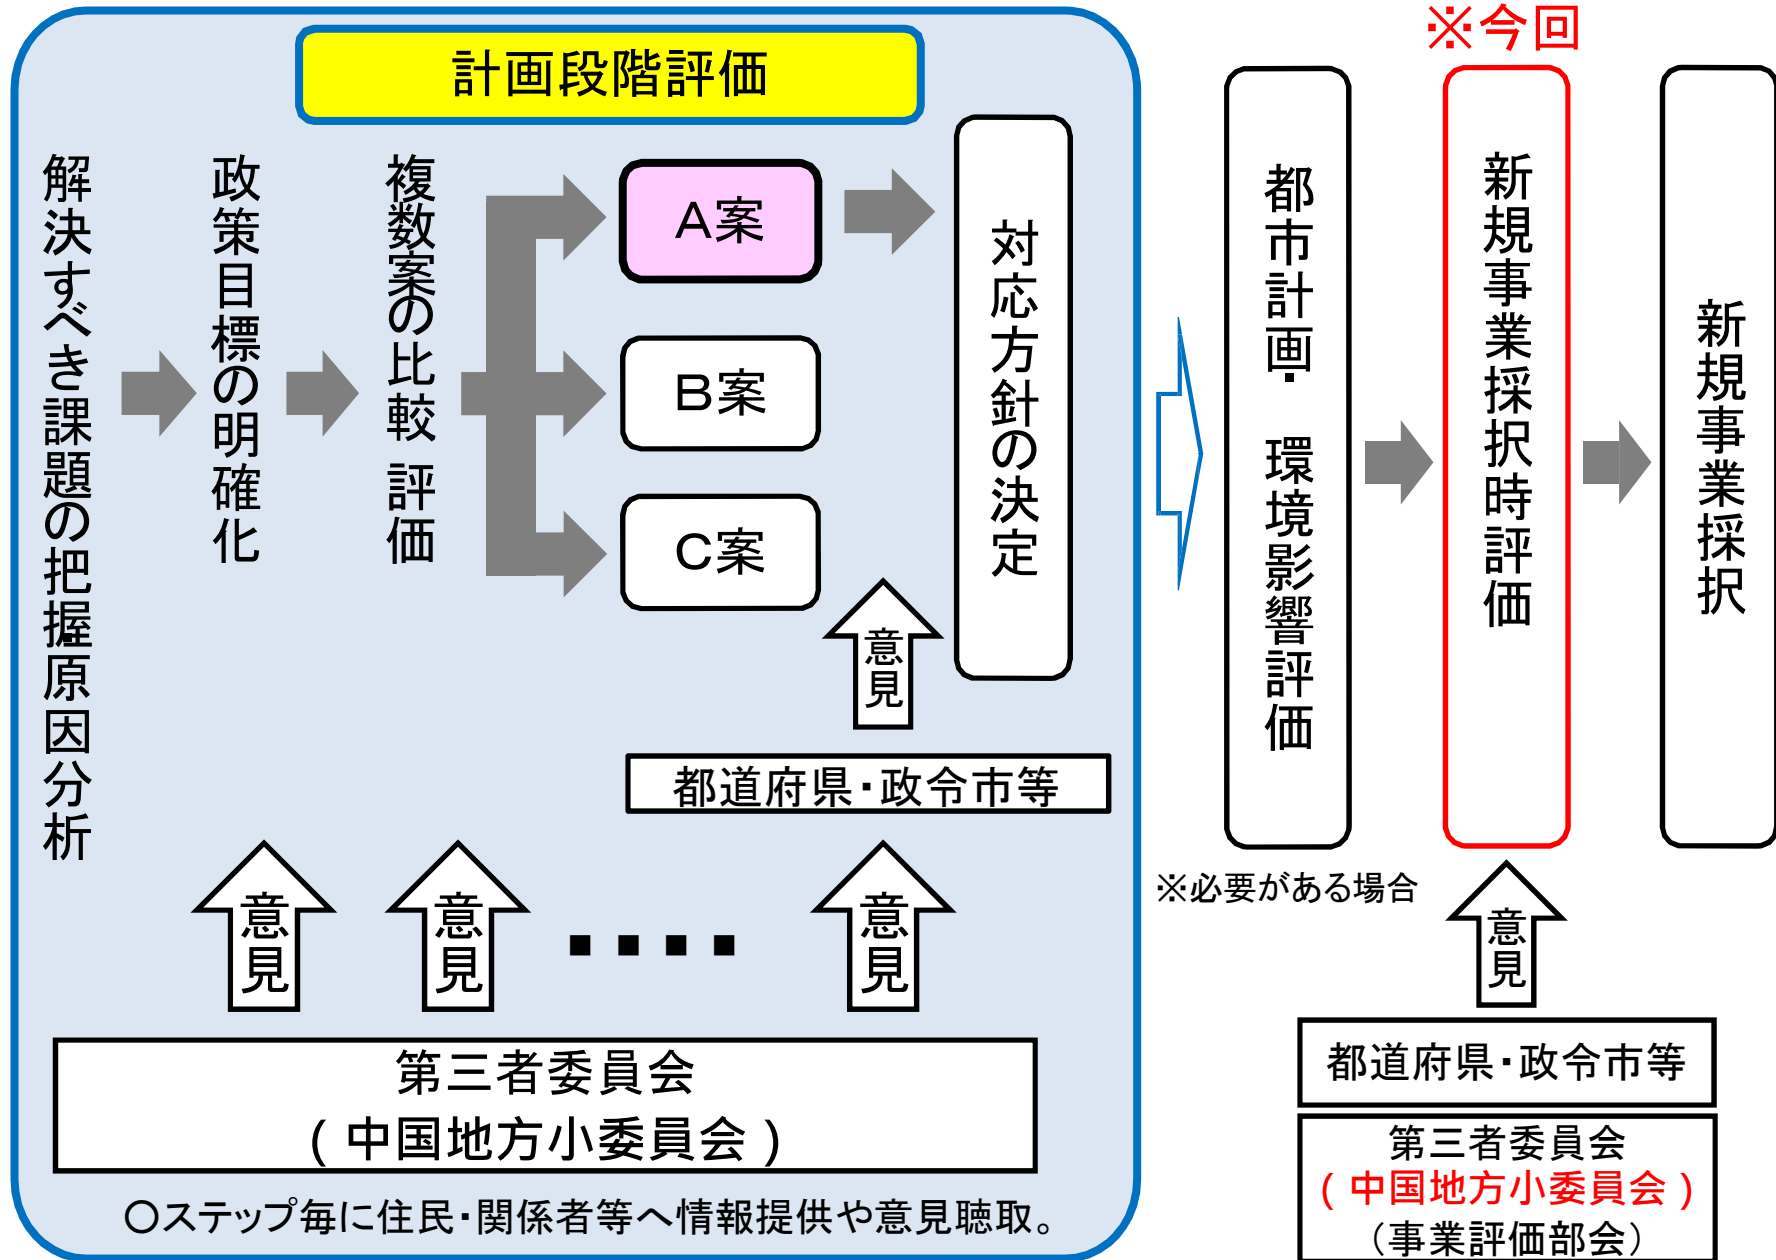 ※今回
計画段階評価
解決すべき課題の把握・原因分析
政策目標の明確化
複数案の比較・評価
A案
B案
C案
対応方針の決定
意見
都道府県・政令市等
意見
意見
・・・・
意見
第三者委員会
(中国地方小委員会)
○ステップ毎に住民・関係者等へ情報提供や意見聴取。
都市計画・環境影響評価
※必要がある場合
新規事業採択時評価
新規事業採択
意見
都道府県・政令市等
第三者委員会
(中国地方小委員会)
(事業評価部会)